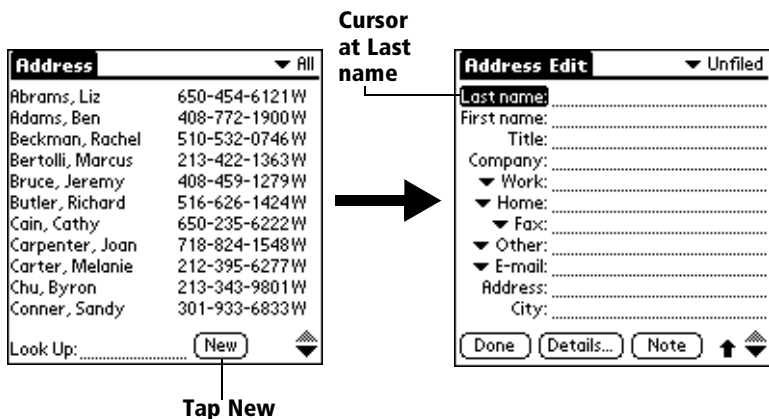 Cursor
at Last
name
Address ▼ All
Abrams, Liz 650-454-6121W
Adams, Ben 408-772-1900W
Beckman, Rachel 510-532-0746W
Bertolli, Marcus 213-422-1363W
Bruce, Jeremy 408-459-1279W
Butler, Richard 516-626-1424W
Cain, Cathy 650-235-6222W
Carpenter, Joan 718-824-1548W
Carter, Melanie 212-395-6277W
Chu, Byron 213-343-9801W
Conner, Sandy 301-933-6833W
Look Up: New
Tap New
Address Edit ▼ Unfiled
Last name:
First name:
Title:
Company:
▼ Work:
▼ Home:
▼ Fax:
▼ Other:
▼ E-mail:
Address:
City:
Done Details... Note